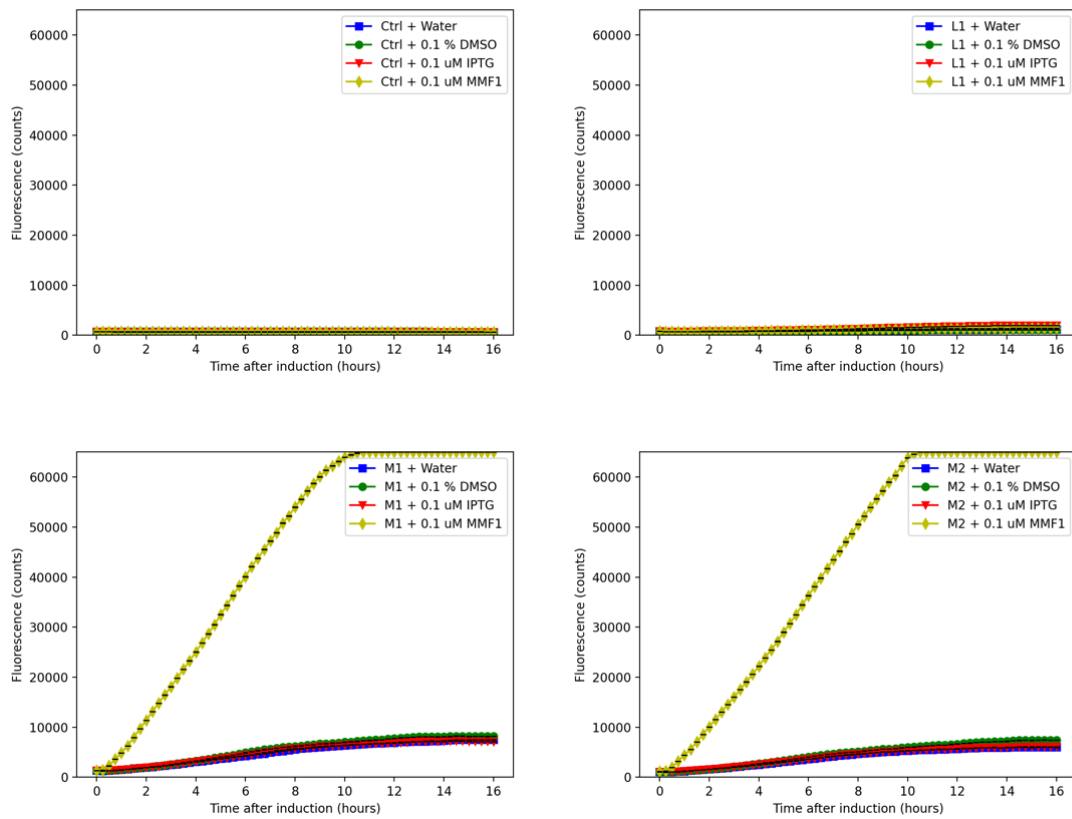 Ctrl + Water
Ctrl + 0.1 % DMSO
Ctrl + 0.1 uM IPTG
Ctrl + 0.1 uM MMF1
60000
50000
40000
30000
20000
10000
0
Fluorescence (counts)
0 2 4 6 8 10 12 14 16
Time after induction (hours)
L1 + Water
L1 + 0.1 % DMSO
L1 + 0.1 uM IPTG
L1 + 0.1 uM MMF1
60000
50000
40000
30000
20000
10000
0
Fluorescence (counts)
0 2 4 6 8 10 12 14 16
Time after induction (hours)
M1 + Water
M1 + 0.1 % DMSO
M1 + 0.1 uM IPTG
M1 + 0.1 uM MMF1
60000
50000
40000
30000
20000
10000
0
Fluorescence (counts)
0 2 4 6 8 10 12 14 16
Time after induction (hours)
M2 + Water
M2 + 0.1 % DMSO
M2 + 0.1 uM IPTG
M2 + 0.1 uM MMF1
60000
50000
40000
30000
20000
10000
0
Fluorescence (counts)
0 2 4 6 8 10 12 14 16
Time after induction (hours)